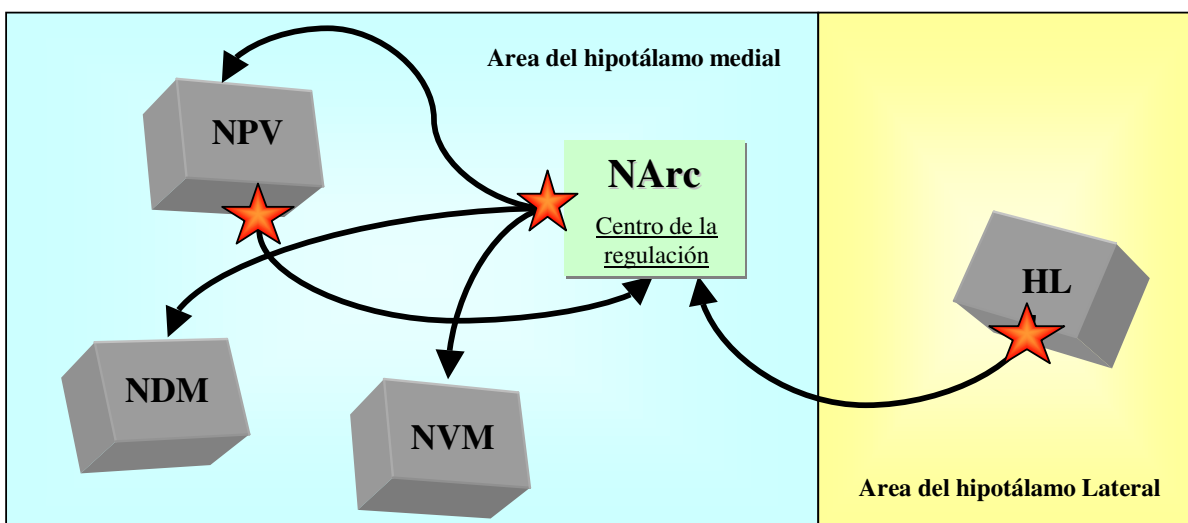 Area del hipotálamo medial
NPV
NArc
Centro de la
regulación
HL
NDM
NVM
Area del hipotálamo Lateral